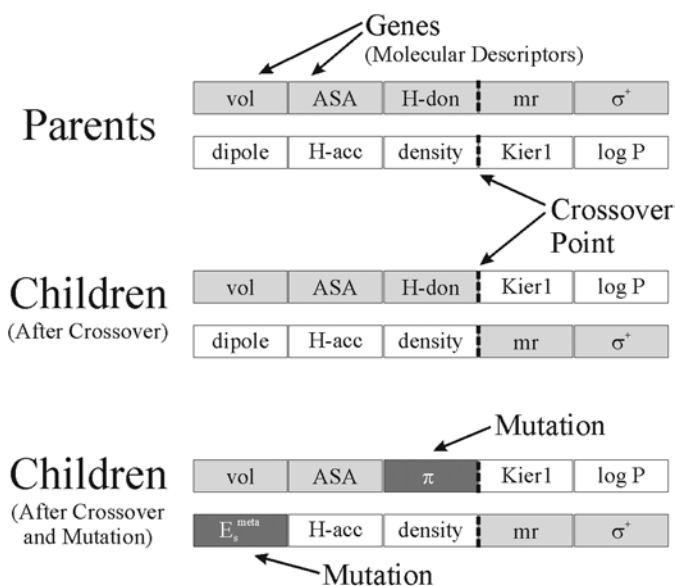 Genes
(Molecular Descriptors)
Parents
vol ASA H-don mr σ⁺
dipole H-acc density Kier1 log P
Crossover
Point
Children
(After Crossover)
vol ASA H-don Kier1 log P
dipole H-acc density mr σ⁺
Mutation
Children
(After Crossover
and Mutation)
vol ASA π Kier1 log P
Eₛ meta H-acc density mr σ⁺
Mutation